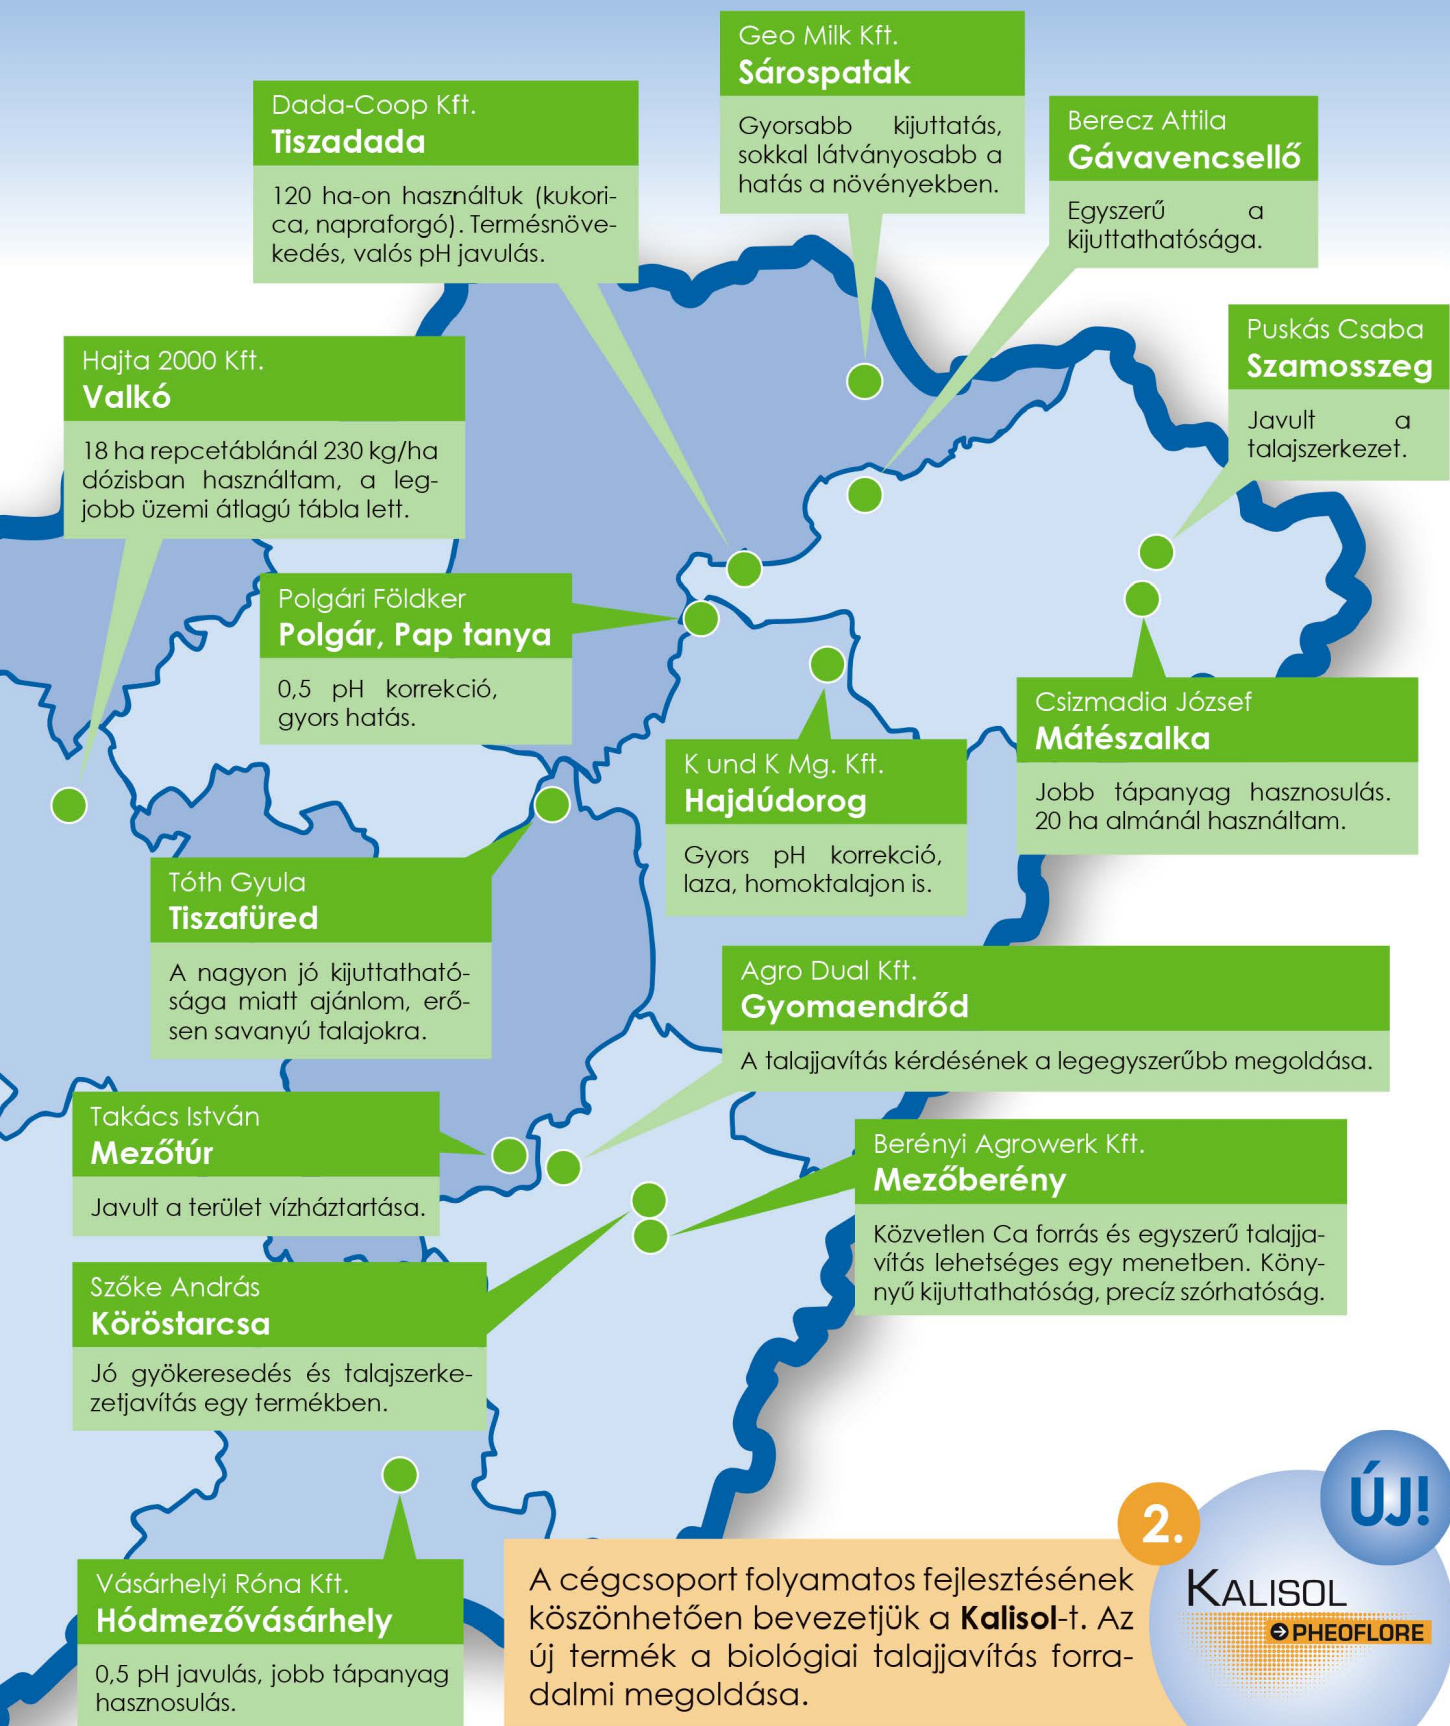 Geo Milk Kft.
Sárospatak
Gyorsabb kijuttatás,
sokkal látványosabb a
hatás a növényekben.
Dada-Coop Kft.
Tiszadada
120 ha-on használtuk (kukori-
ca, napraforgó). Termésnöve-
kedés, valós pH javulás.
Berecz Attila
Gávavencsellő
Egyszerű a
kijuttathatósága.
Puskás Csaba
Szamosszeg
Javult a
talajszerkezet.
Hajta 2000 Kft.
Valkó
18 ha repcetáblánál 230 kg/ha
dózisban használtam, a leg-
jobb üzemi átlagú tábla lett.
Polgári Földker
Polgár, Pap tanya
0,5 pH korrekció,
gyors hatás.
Csizmadia József
Mátészalka
Jobb tápanyag hasznosulás.
20 ha almánál használtam.
K und K Mg. Kft.
Hajdúdorog
Gyors pH korrekció,
laza, homoktalajon is.
Tóth Gyula
Tiszafüred
A nagyon jó kijuttatható-
sága miatt ajánlom, erő-
sen savanyú talajokra.
Agro Dual Kft.
Gyomaendrőd
A talajjavítás kérdésének a legegyszerűbb megoldása.
Takács István
Mezőtúr
Javult a terület vízháztartása.
Berényi Agrowerk Kft.
Mezőberény
Közvetlen Ca forrás és egyszerű talajja-
vítás lehetséges egy menetben. Köny-
nyű kijuttathatóság, precíz szórhatóság.
Szőke András
Köröstarcsa
Jó gyökeresedés és talajszerke-
zetjavítás egy termékben.
Vásárhelyi Róna Kft.
Hódmezővásárhely
0,5 pH javulás, jobb tápanyag
hasznosulás.
A cégcsoport folyamatos fejlesztésének
köszönhetően bevezetjük a Kalisol-t. Az
új termék a biológiai talajjavítás forra-
dalmi megoldása.
2.
ÚJ!
KALISOL
PHEOFLORE